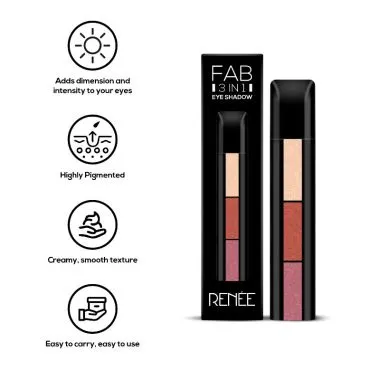 Adds dimension and
intensity to your eyes
Highly Pigmented
Creamy, smooth texture
Easy to carry, easy to use
FAB
3 IN 1
EYE SHADOW
RENÉE